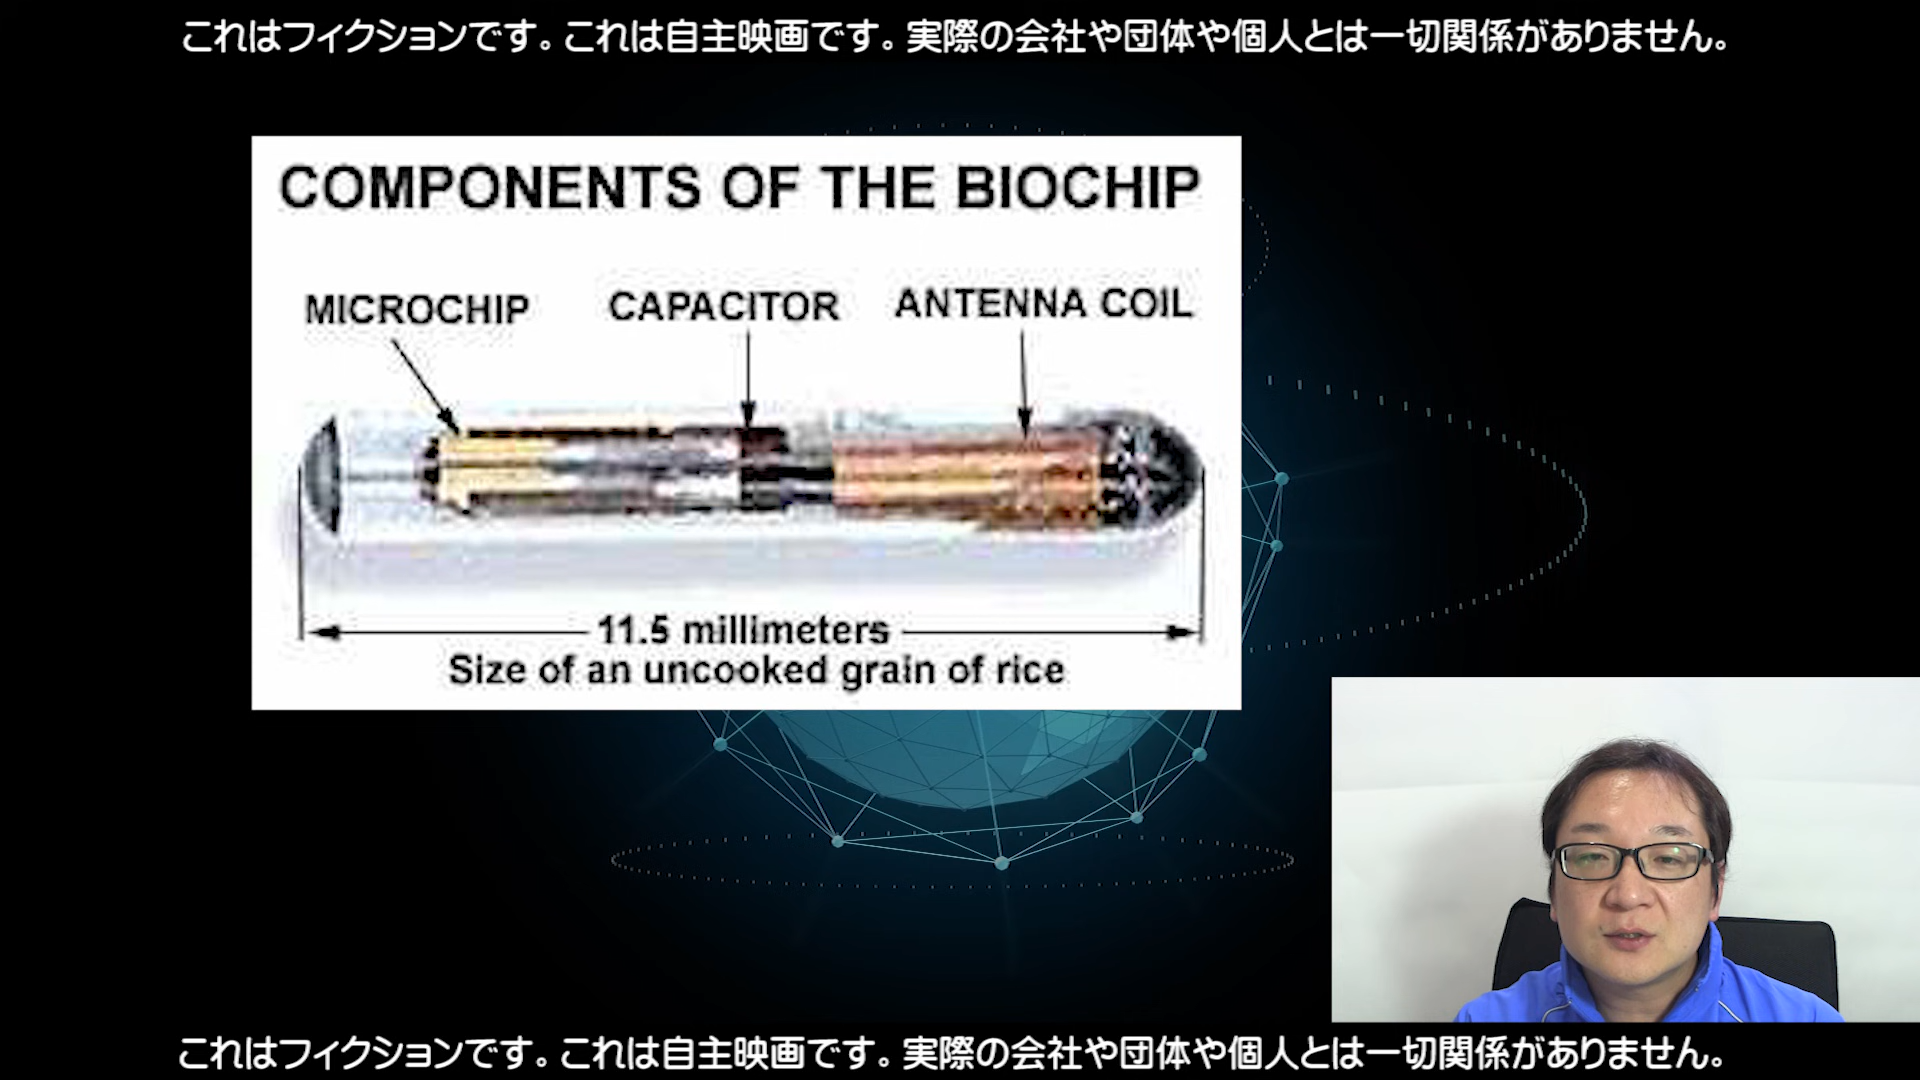 これはフィクションです。これは自主映画です。実際の会社や団体や個人とは一切関係がありません。
COMPONENTS OF THE BIOCHIP
MICROCHIP
CAPACITOR
ANTENNA COIL
11.5 millimeters
Size of an uncooked grain of rice
これはフィクションです。これは自主映画です。実際の会社や団体や個人とは一切関係がありません。